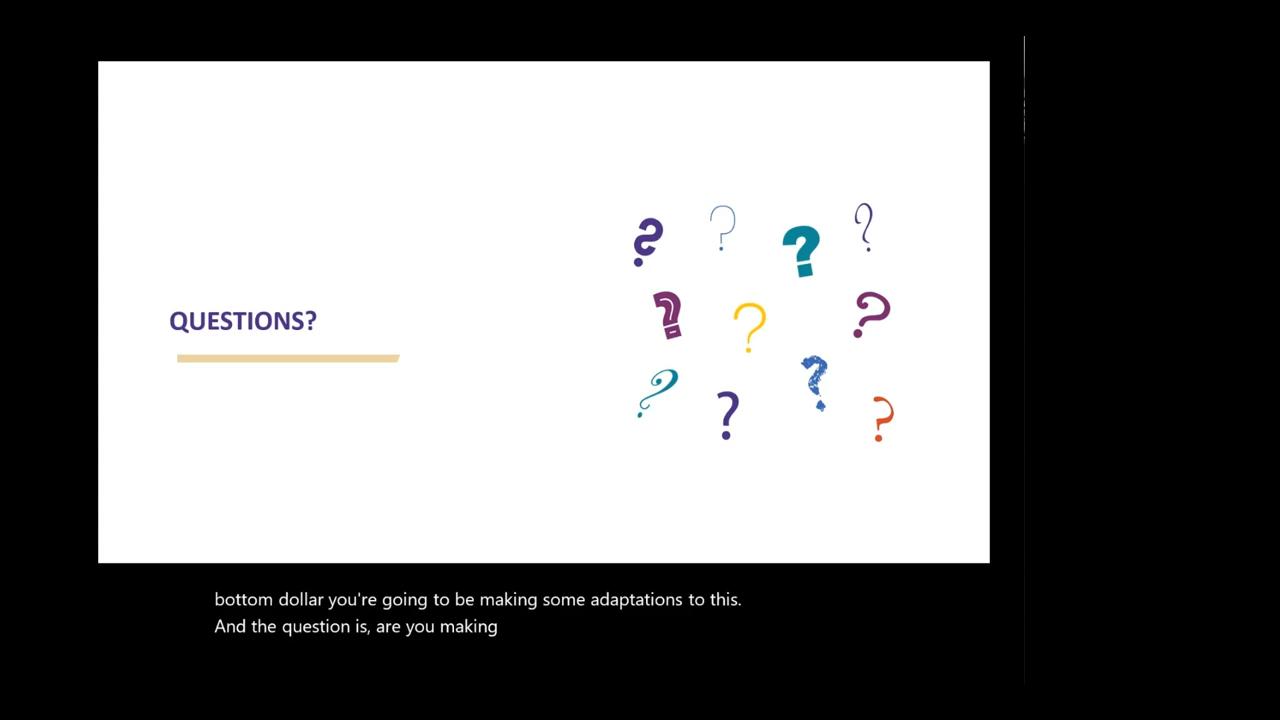 QUESTIONS?
? ? ? ?
? ? ?
? ? ? ?
bottom dollar you're going to be making some adaptations to this.
And the question is, are you making